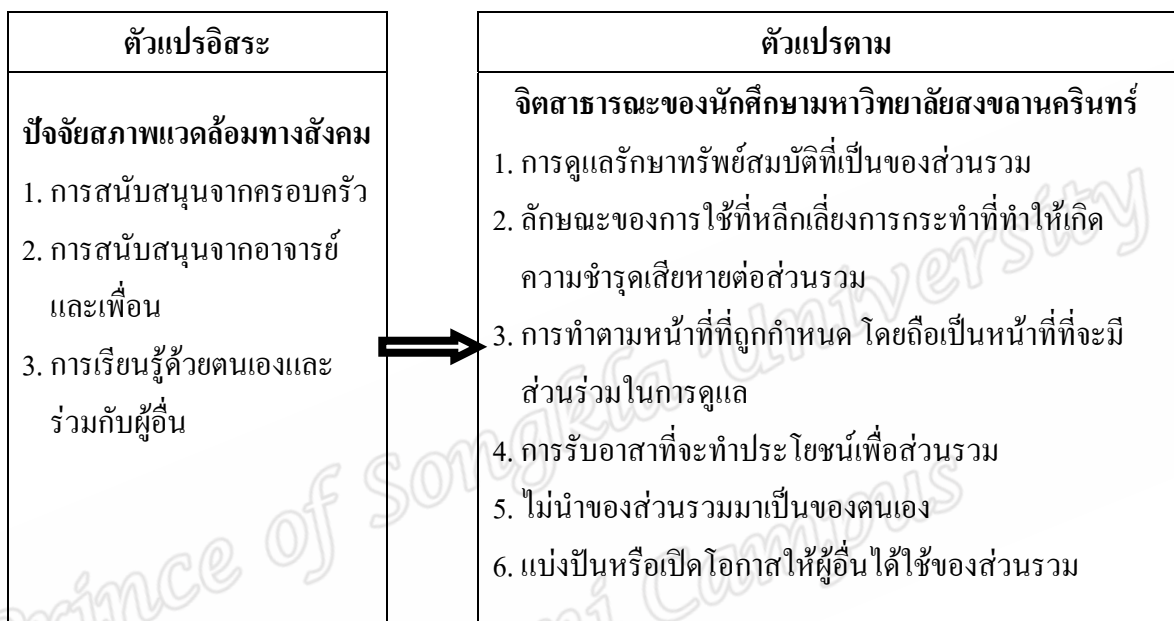 ตัวแปรอิสระ
ปัจจัยสภาพแวดล้อมทางสังคม
1. การสนับสนุนจากครอบครัว
2. การสนับสนุนจากอาจารย์
และเพื่อน
3. การเรียนรู้ด้วยตนเองและ
ร่วมกับผู้อื่น
ตัวแปรตาม
จิตสาธารณะของนักศึกษามหาวิทยาลัยสงขลานครินทร์
1. การดูแลรักษาทรัพย์สมบัติที่เป็นของส่วนรวม
2. ลักษณะของการใช้ที่หลีกเลี่ยงการกระทำที่ทำให้เกิด
ความชำรุดเสียหายต่อส่วนรวม
3. การทำตามหน้าที่ที่ถูกกำหนด โดยถือเป็นหน้าที่ที่จะมี
ส่วนร่วมในการดูแล
4. การรับอาสาที่จะทำประโยชน์เพื่อส่วนรวม
5. ไม่นำของส่วนรวมมาเป็นของตนเอง
6. แบ่งปันหรือเปิดโอกาสให้ผู้อื่นได้ใช้ของส่วนรวม
Prince of Songkla University
Campus